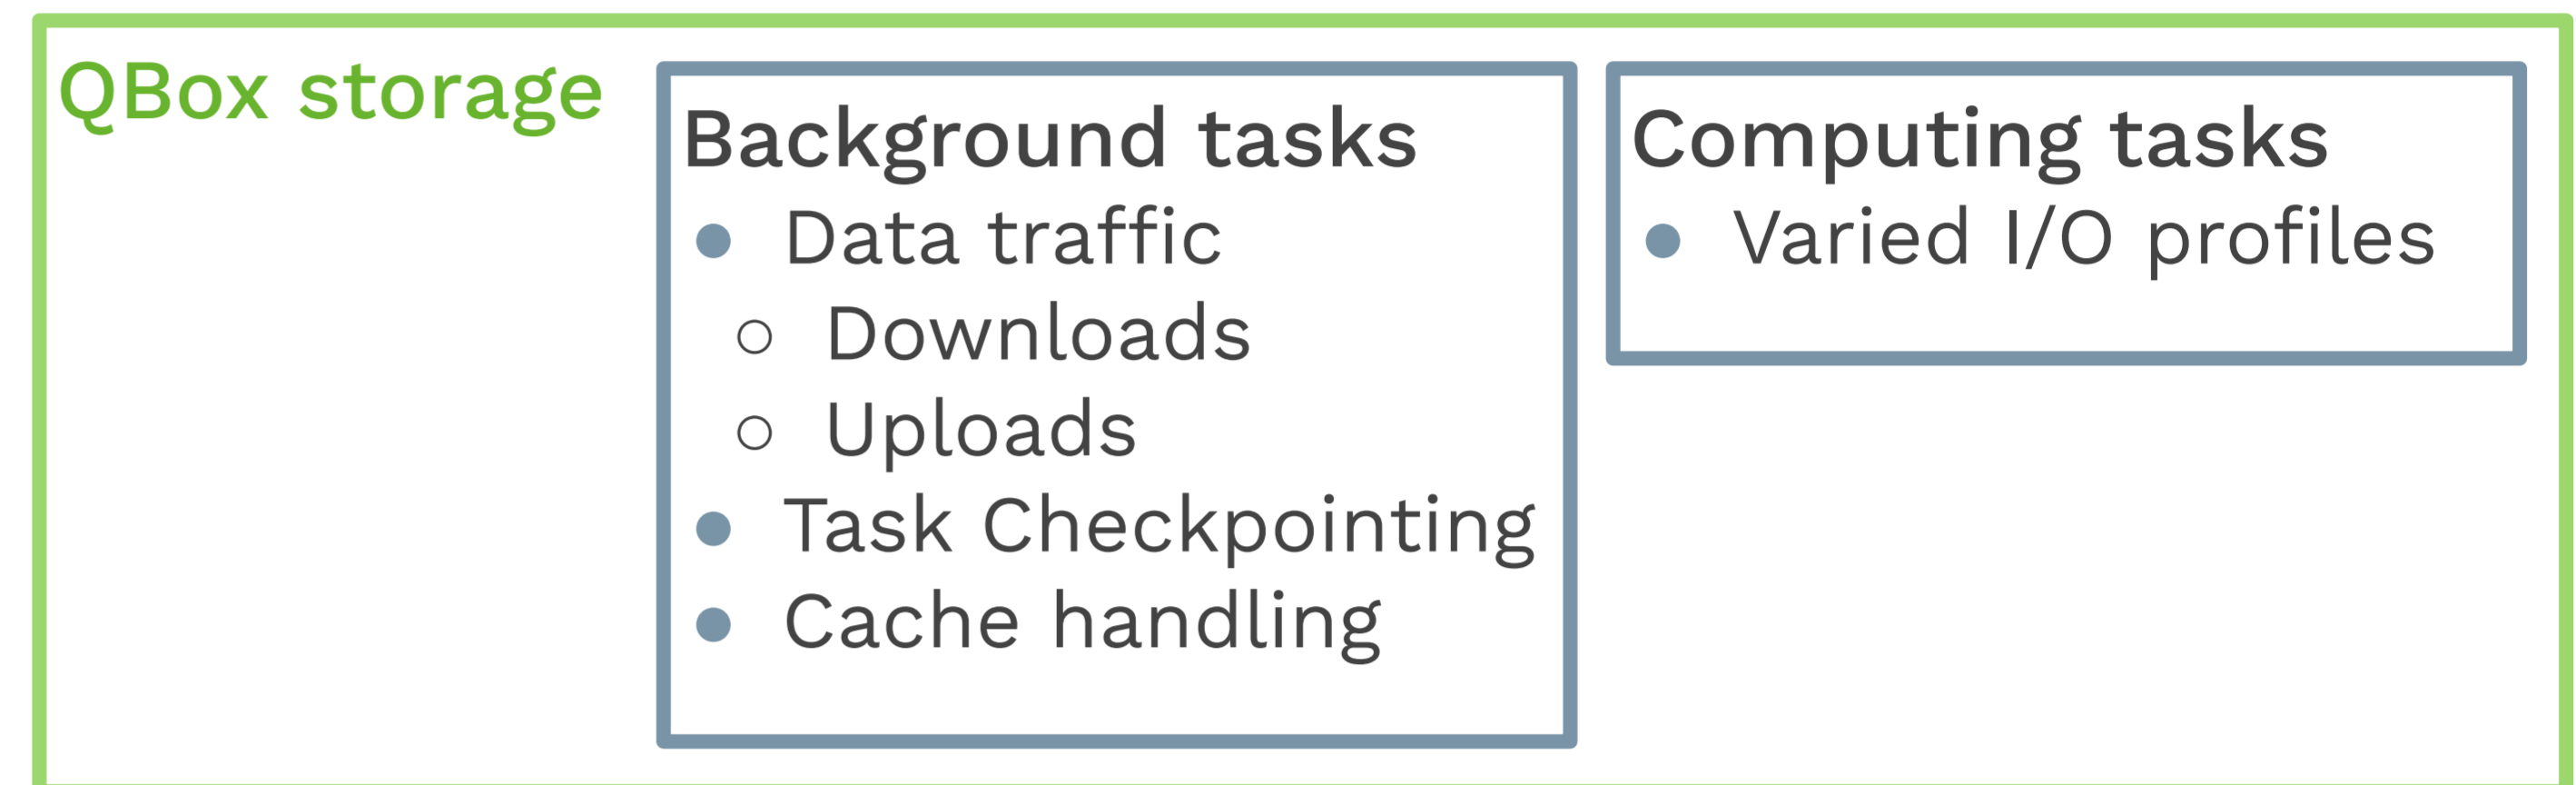 QBox storage
Background tasks
● Data traffic
○ Downloads
○ Uploads
● Task Checkpointing
● Cache handling
Computing tasks
● Varied I/O profiles